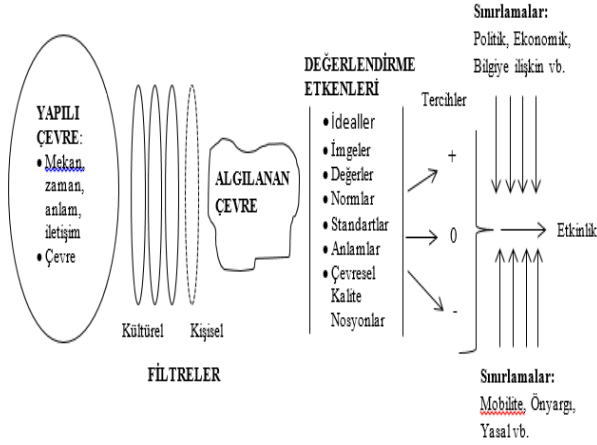 YAPILI
ÇEVRE:
• Mekan,
zaman,
anlam,
iletişim
• Çevre
Kültürel
Kişisel
FİLTRELER
ALGILANAN
ÇEVRE
DEĞERLENDİRME
ETKENLERİ
• İdealler
• İmgeler
• Değerler
• Normlar
• Standartlar
• Anlamlar
• Çevresel
Kalite
Nosyonlar
Tercihler
+
0
-
Sınırlamalar:
Politik, Ekonomik,
Bilgiye ilişkin vb.
Etkinlik
Sınırlamalar:
Mobilite, Önyargı,
Yasal vb.